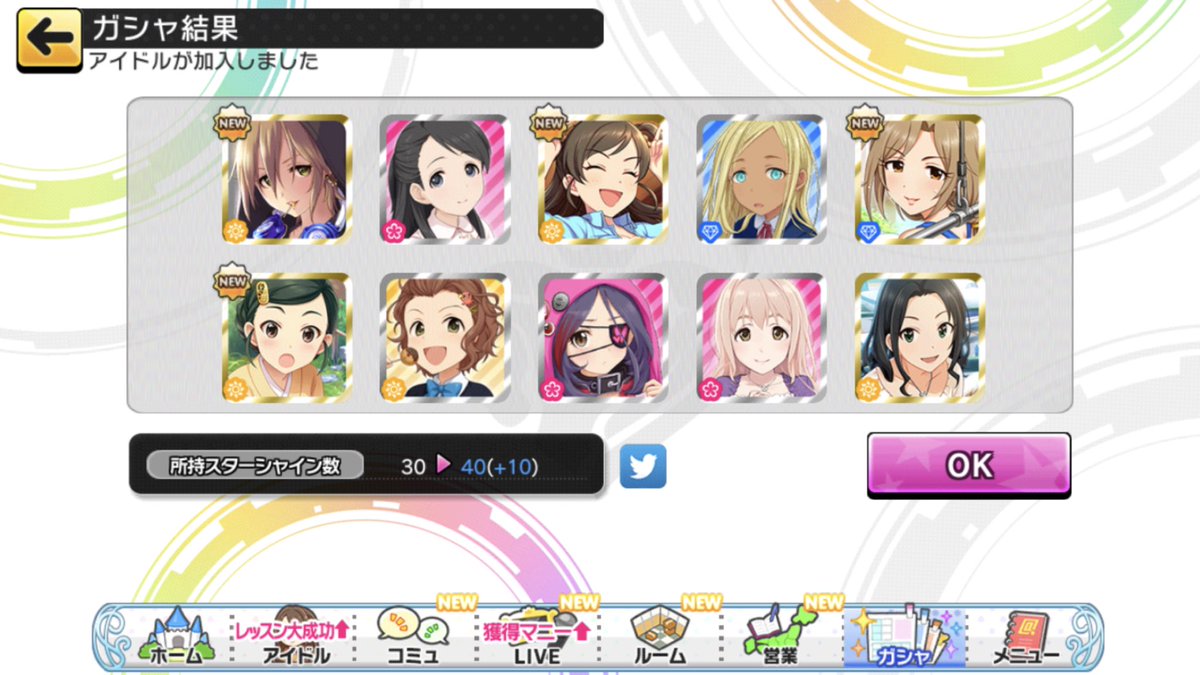 ガシャ結果
アイドルが加入しました
NEW
NEW
NEW
NEW
所持スターシャイン数 30 40(+10)
OK
NEW NEW NEW NEW
レッスン大成功 獲得マニー
ホーム アイドル コミュ LIVE ルーム 営業 ガシャ メニュー